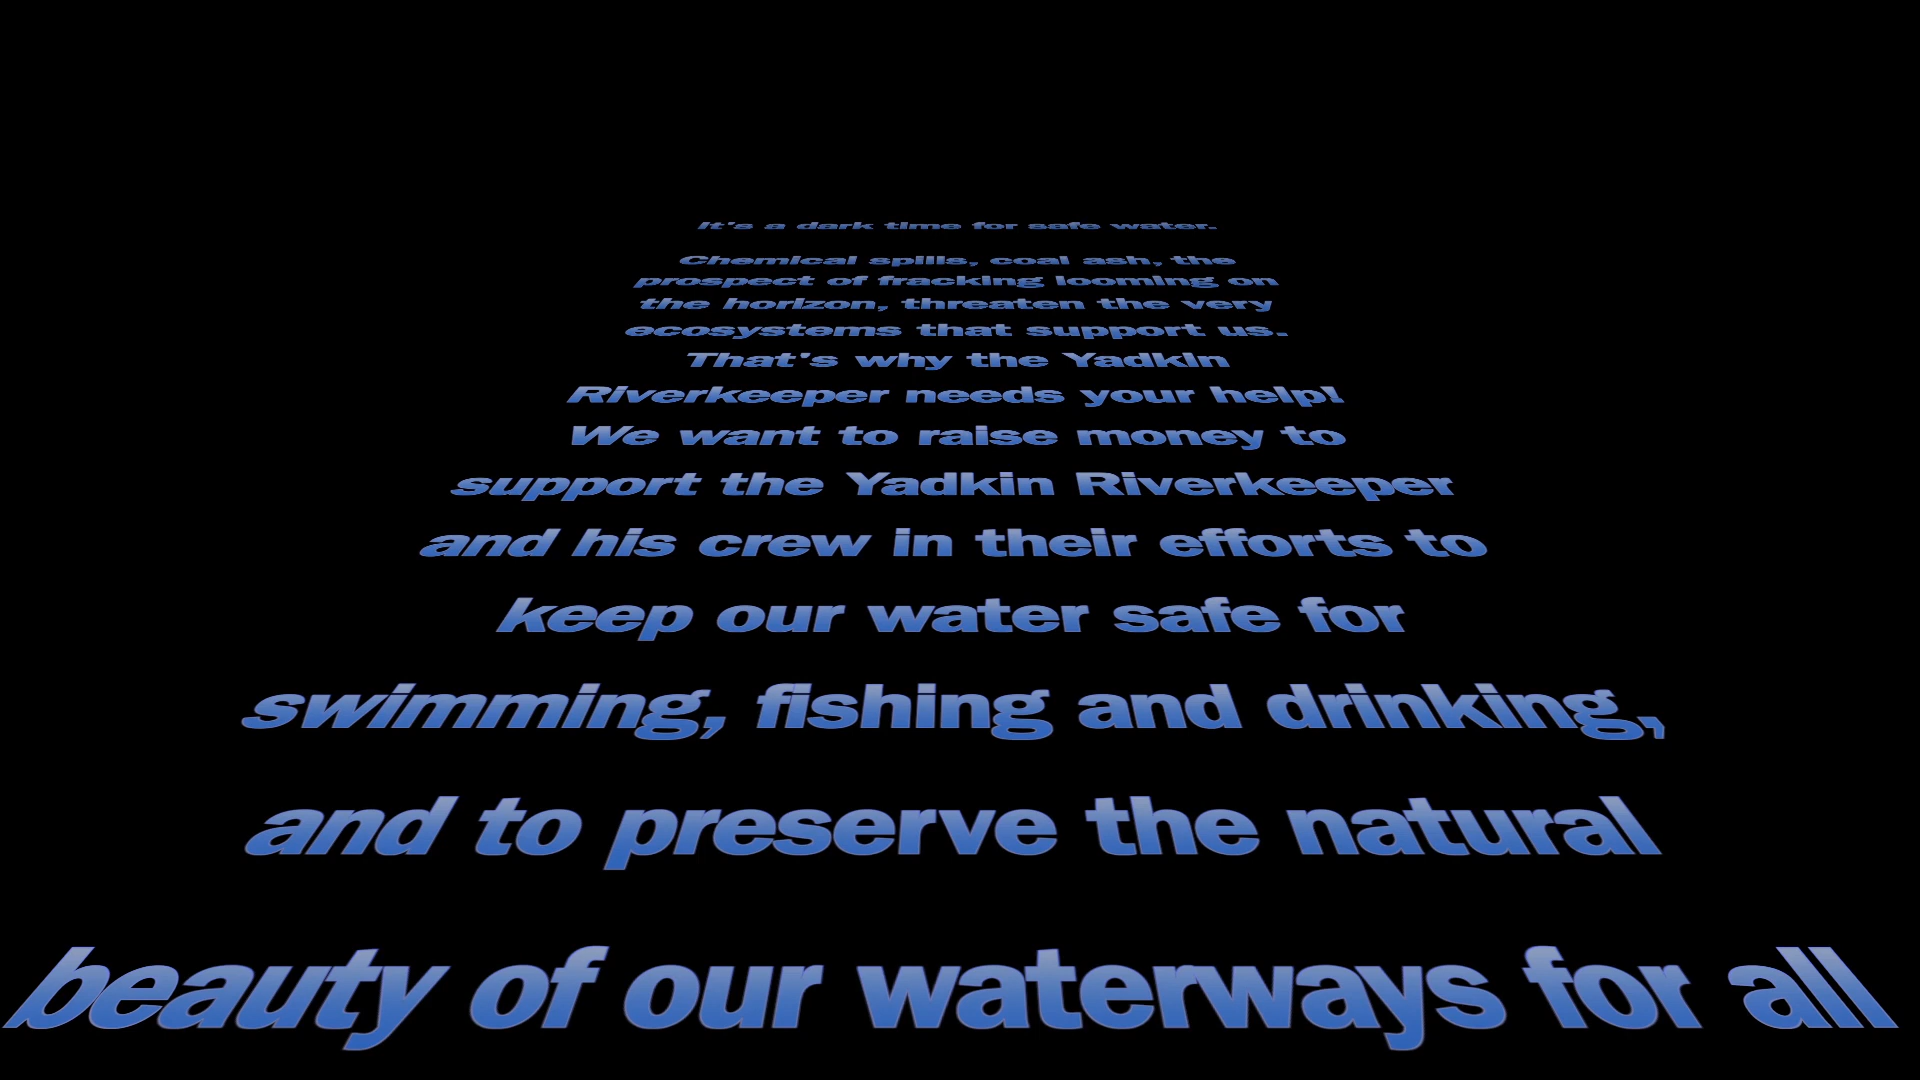 It's a dark time for safe water.
Chemical spills, coal ash, the
prospect of fracking looming on
the horizon, threaten the very
ecosystems that support us.
That's why the Yadkin
Riverkeeper needs your help!
We want to raise money to
support the Yadkin Riverkeeper
and his crew in their efforts to
keep our water safe for
swimming, fishing and drinking,
and to preserve the natural
beauty of our waterways for all